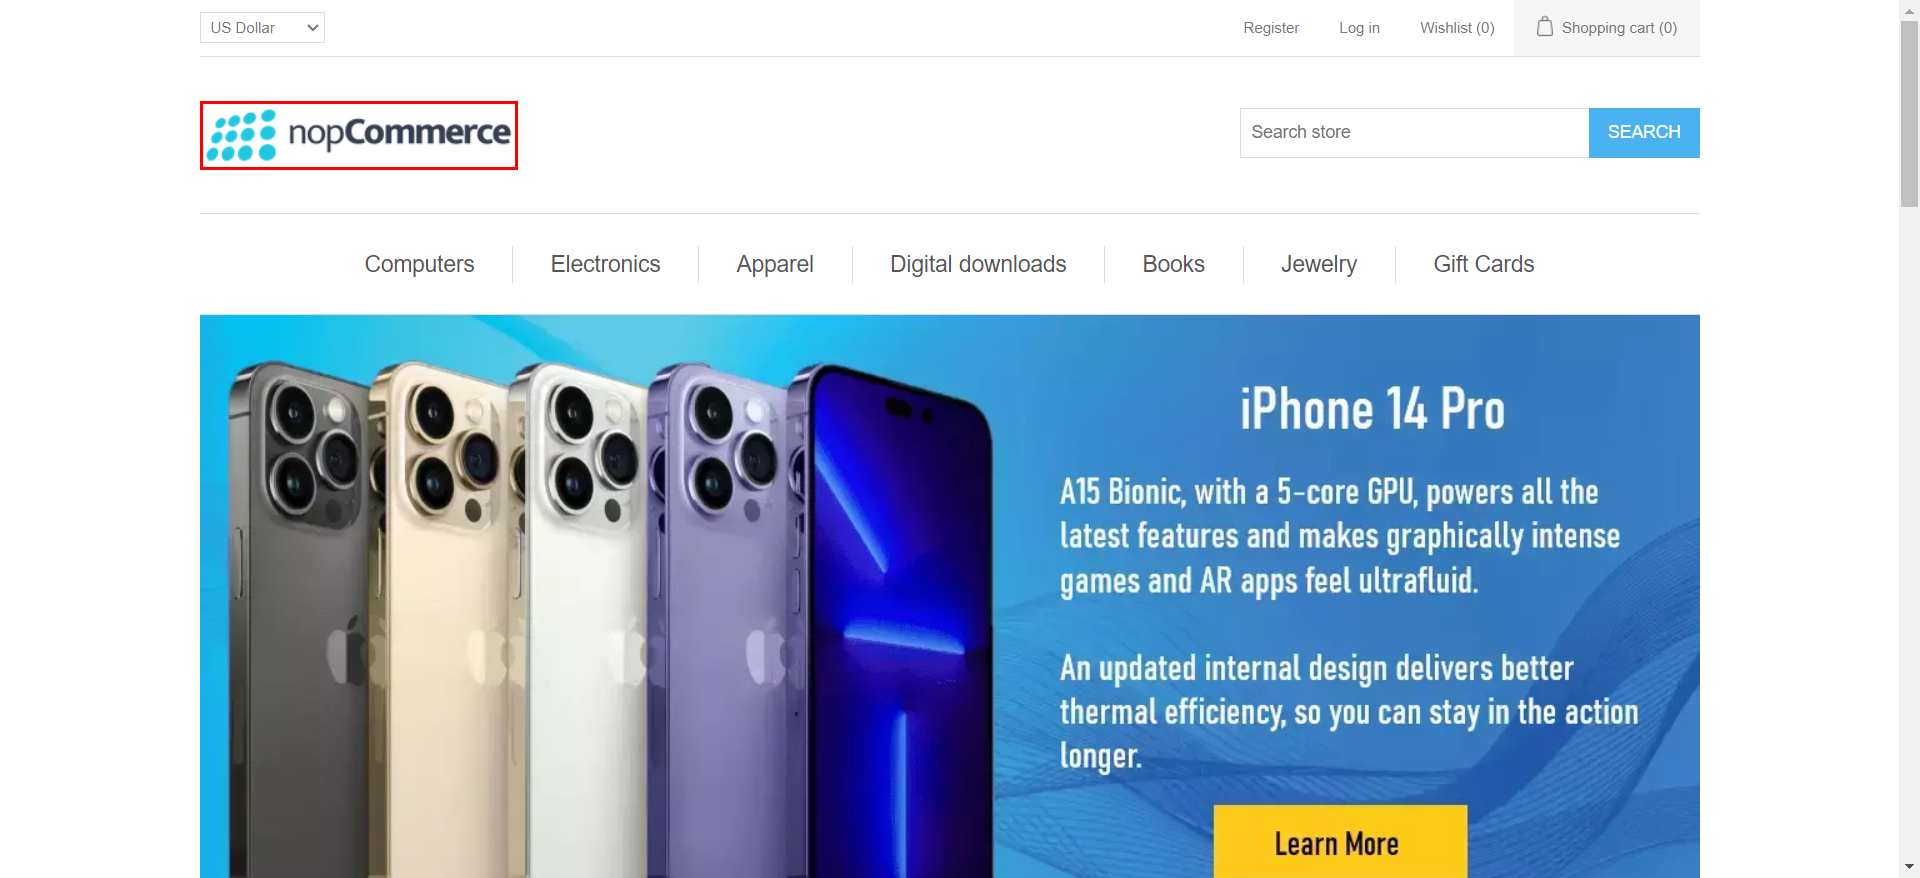 US Dollar
Register
Log in
Wishlist (0)
Shopping cart (0)
nopCommerce
Search store
SEARCH
Computers
Electronics
Apparel
Digital downloads
Books
Jewelry
Gift Cards
iPhone 14 Pro
A15 Bionic, with a 5-core GPU, powers all the
latest features and makes graphically intense
games and AR apps feel ultrafluid.
An updated internal design delivers better
thermal efficiency, so you can stay in the action
longer.
Learn More